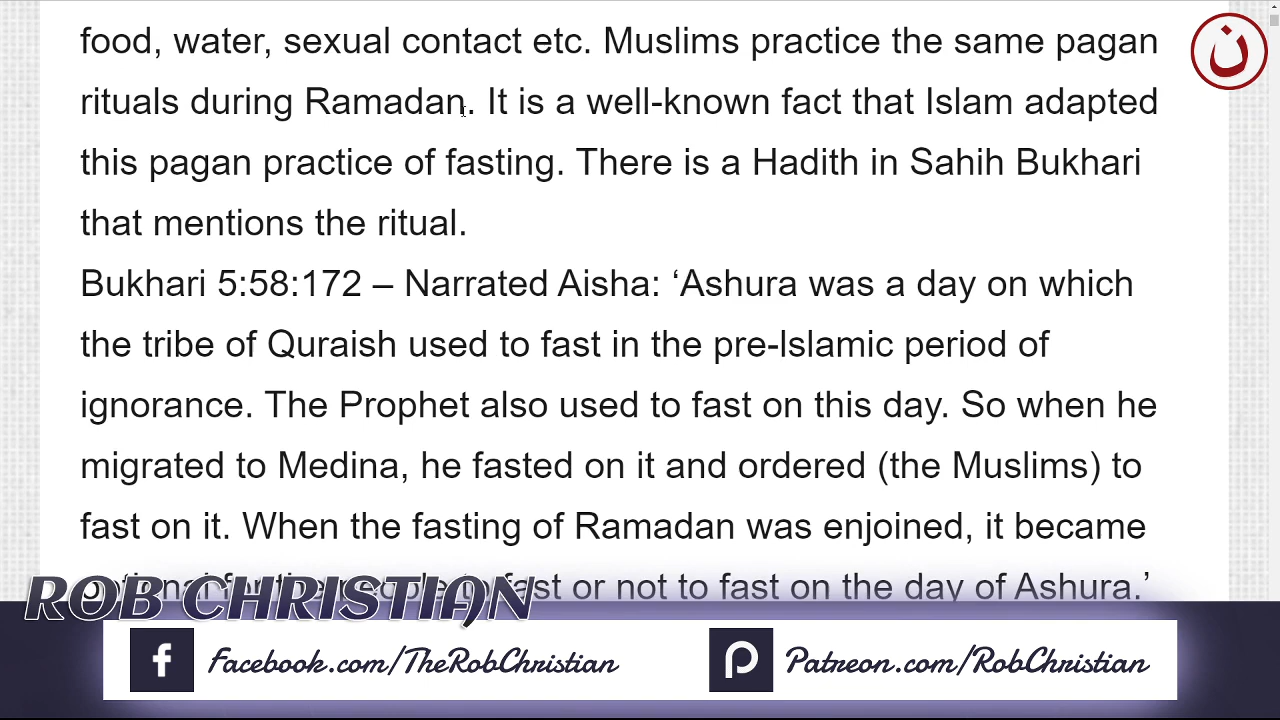 food, water, sexual contact etc. Muslims practice the same pagan
rituals during Ramadan. It is a well-known fact that Islam adapted
this pagan practice of fasting. There is a Hadith in Sahih Bukhari
that mentions the ritual.
Bukhari 5:58:172 – Narrated Aisha: ‘Ashura was a day on which
the tribe of Quraish used to fast in the pre-Islamic period of
ignorance. The Prophet also used to fast on this day. So when he
migrated to Medina, he fasted on it and ordered (the Muslims) to
fast on it. When the fasting of Ramadan was enjoined, it became
fast or not to fast on the day of Ashura.’
ROB CHRISTIAN
Facebook.com/TheRobChristian
Patreon.com/RobChristian
ن